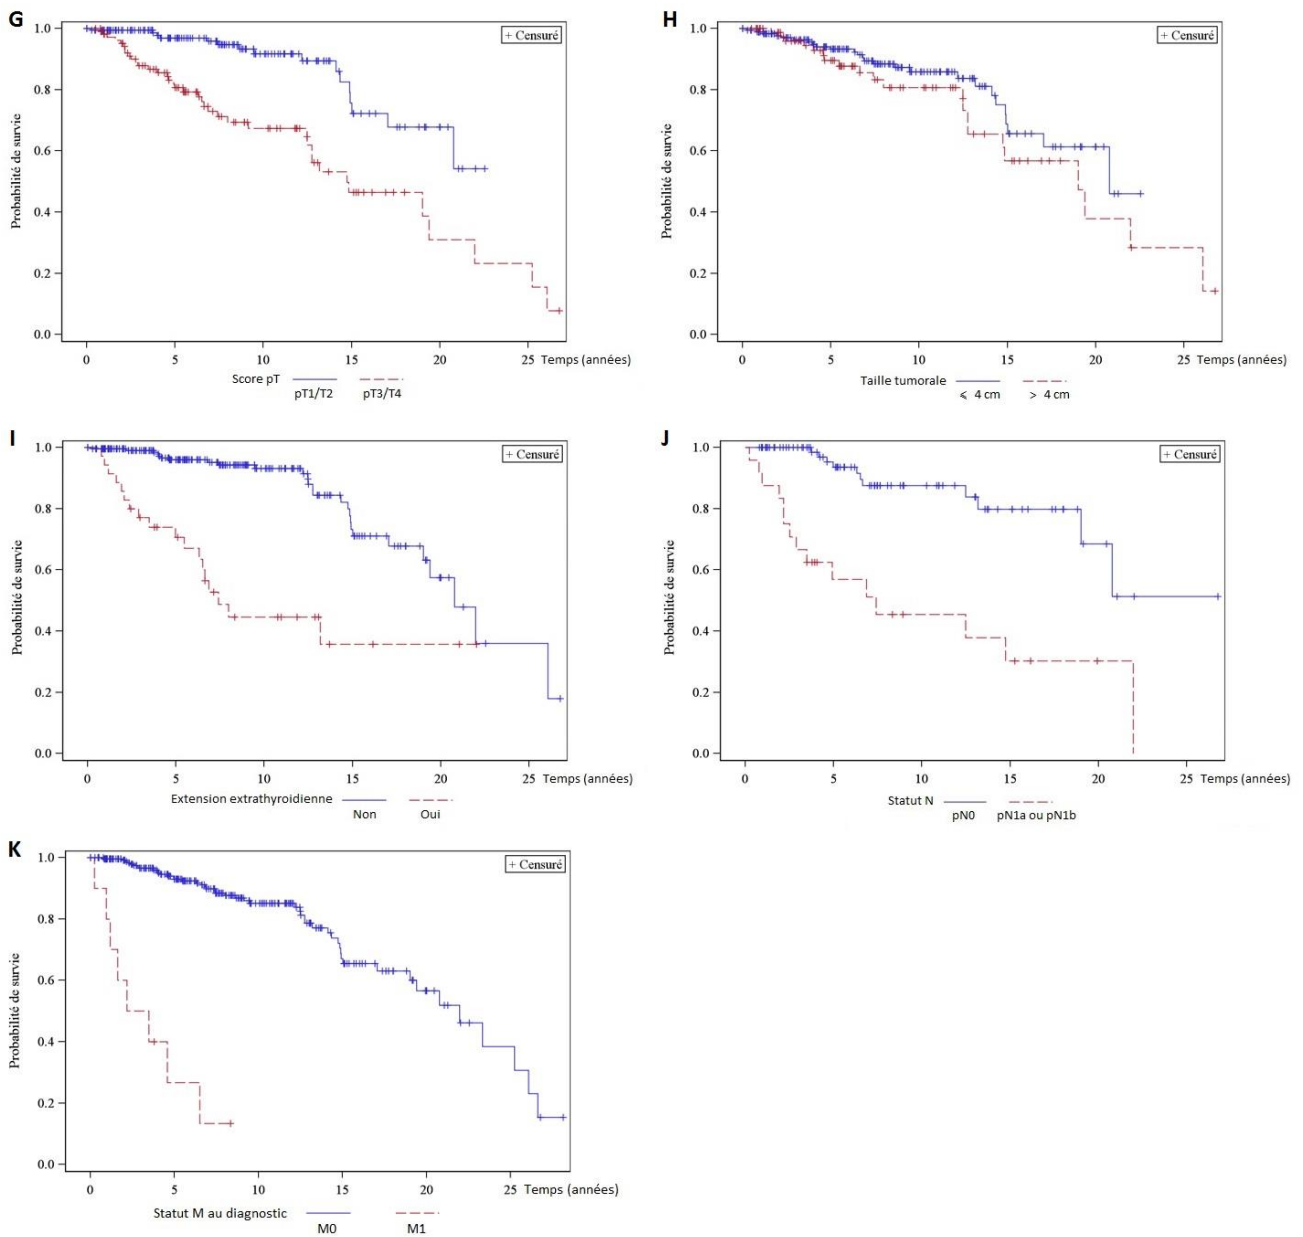 G
+ Censuré
Probabilité de survie
1.0
0.8
0.6
0.4
0.2
0.0
0 5 10 15 20 25 Temps (années)
Score pT
pT1/T2 pT3/T4
H
+ Censuré
Probabilité de survie
1.0
0.8
0.6
0.4
0.2
0.0
0 5 10 15 20 25 Temps (années)
Taille tumorale
⩽ 4 cm > 4 cm
I
+ Censuré
Probabilité de survie
1.0
0.8
0.6
0.4
0.2
0.0
0 5 10 15 20 25 Temps (années)
Extension extrathyroidienne
Non Oui
J
+ Censuré
Probabilité de survie
1.0
0.8
0.6
0.4
0.2
0.0
0 5 10 15 20 25 Temps (années)
Statut N
pN0 pN1a ou pN1b
K
+ Censuré
Probabilité de survie
1.0
0.8
0.6
0.4
0.2
0.0
0 5 10 15 20 25 Temps (années)
Statut M au diagnostic
M0 M1